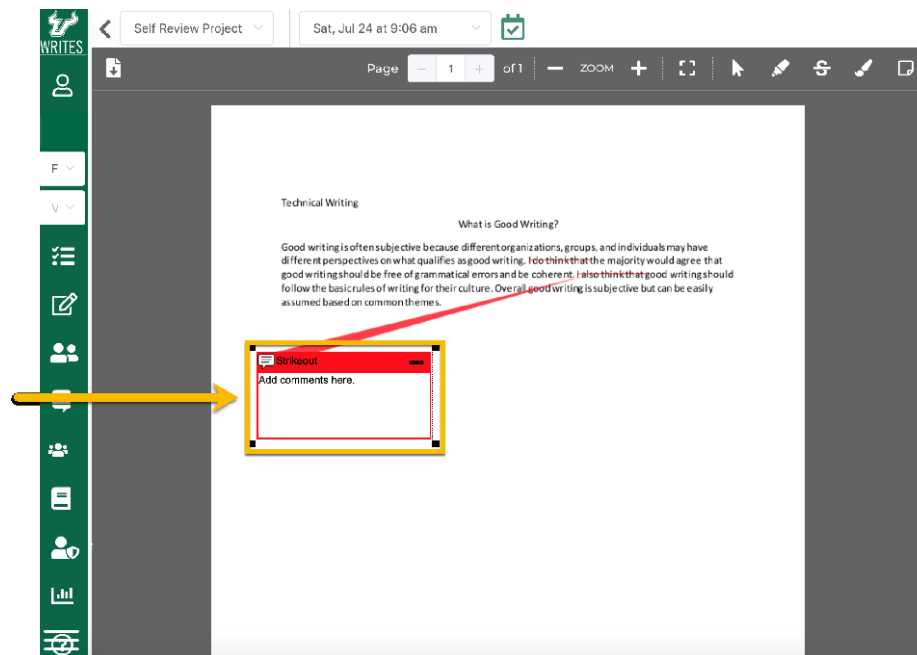 WRITES
Self Review Project
Sat, Jul 24 at 9:06 am
Page − 1 + of 1 − ZOOM +
F
V
Technical Writing
What is Good Writing?
Good writing is often subjective because different organizations, groups, and individuals may have
different perspectives on what qualifies as good writing. I do think that the majority would agree that
good writing should be free of grammatical errors and be coherent. I also think that good writing should
follow the basic rules of writing for their culture. Overall good writing is subjective but can be easily
assumed based on common themes.
Strikeout
Add comments here.